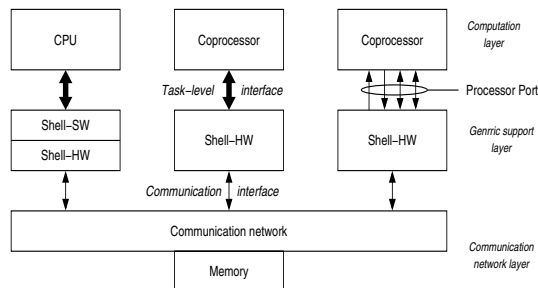 CPU
Coprocessor
Coprocessor
Computation
layer
Task-level
interface
Processor Port
Shell-SW
Shell-HW
Shell-HW
Shell-HW
Genrric support
layer
Communication
interface
Communication network
Communication
network layer
Memory